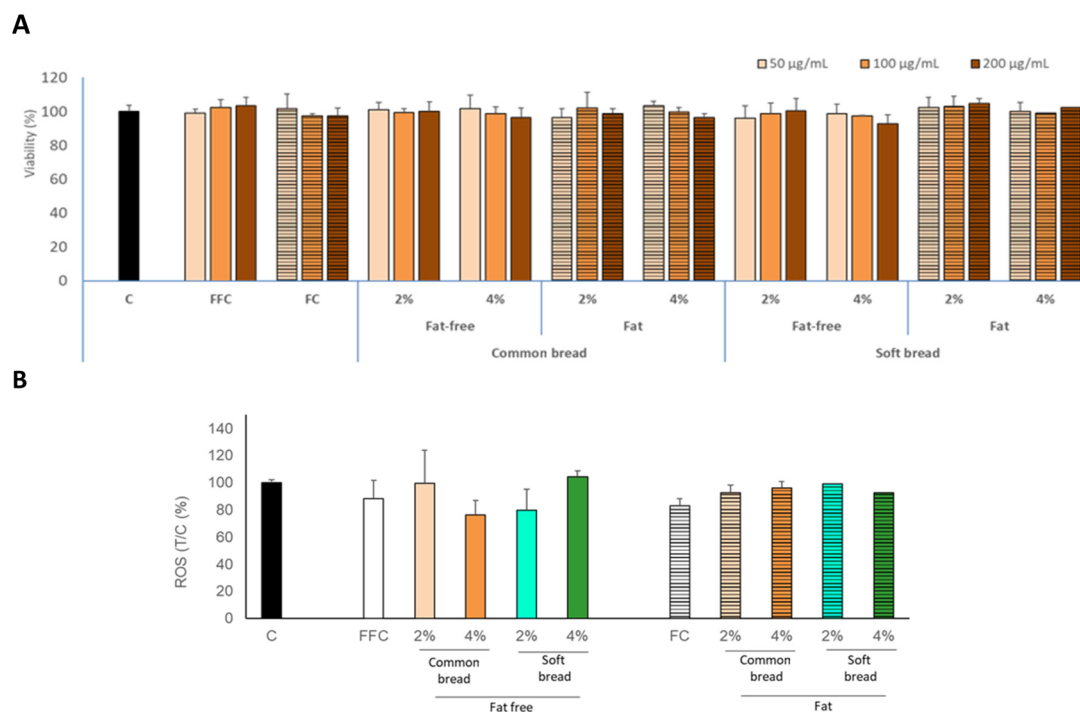 A
50 µg/mL 100 µg/mL 200 µg/mL
Viability (%)
120
100
80
60
40
20
0
C FFC FC 2% 4% 2% 4% 2% 4% 2% 4%
Fat-free Fat Fat-free Fat
Common bread Soft bread
B
ROS (T/C (%)
140
120
100
80
60
40
20
0
C FFC 2% 4% 2% 4% FC 2% 4% 2% 4%
Common Soft Common Soft
bread bread bread bread
Fat free Fat